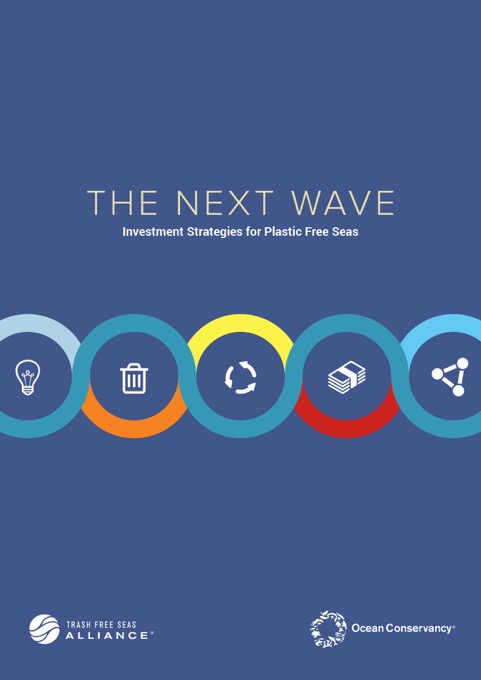 THE NEXT WAVE
Investment Strategies for Plastic Free Seas
TRASH FREE SEAS
ALLIANCE®
Ocean Conservancy®